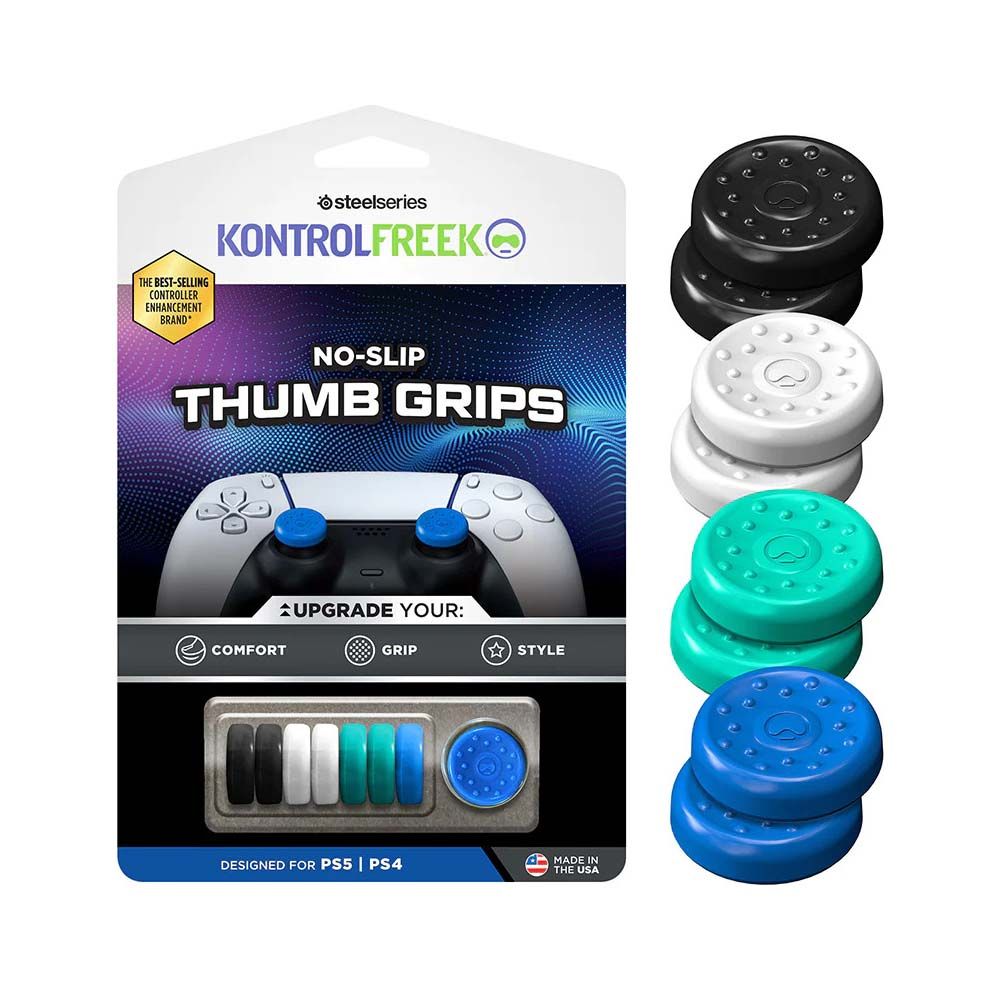 steelseries
KONTROLFREEK
THE BEST-SELLING
CONTROLLER
ENHANCEMENT
BRAND*
NO-SLIP
THUMB GRIPS
UPGRADE YOUR:
COMFORT
GRIP
STYLE
DESIGNED FOR PS5 | PS4
MADE IN
THE USA